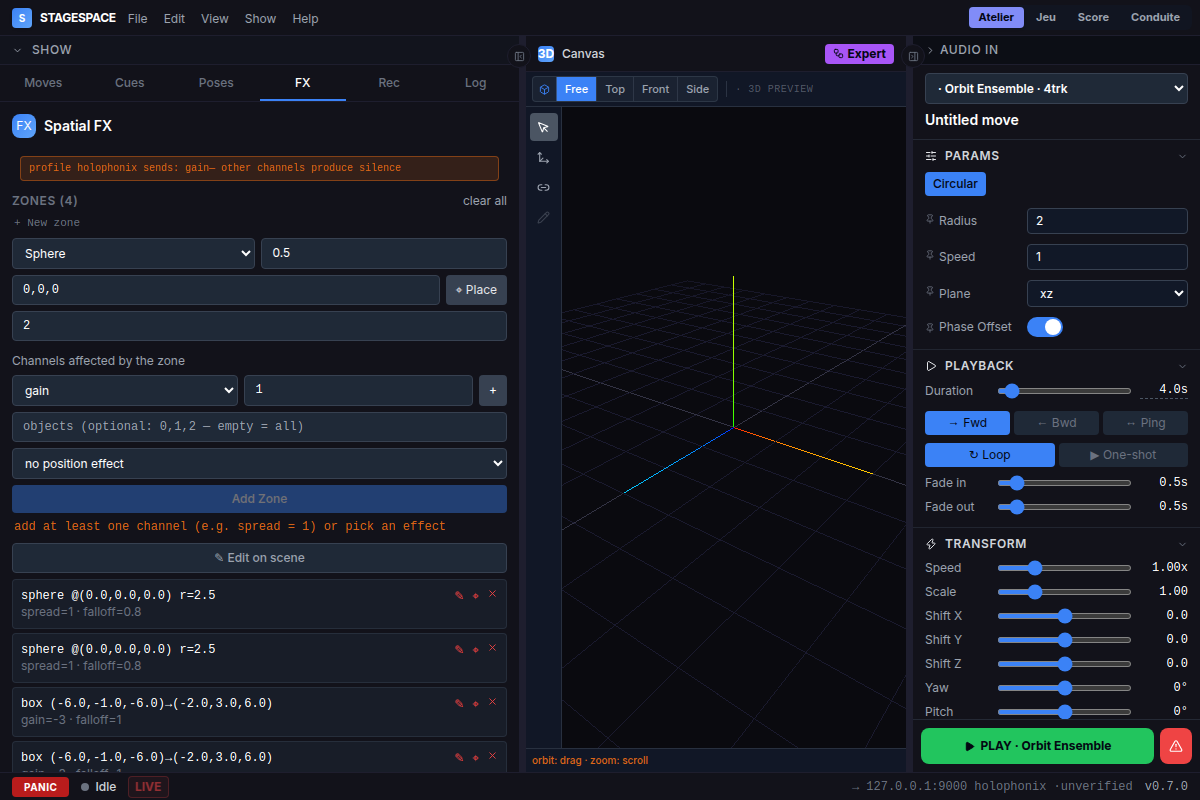 S STAGESPACE File Edit View Show Help Atelier Jeu Score Conduite
SHOW
Moves Cues Poses FX Rec Log
FX Spatial FX
profile holophonix sends: gain— other channels produce silence
ZONES (4) clear all
+ New zone
Sphere 0.5
0,0,0 ⌖ Place
2
Channels affected by the zone
gain 1 +
objects (optional: 0,1,2 — empty = all)
no position effect
Add Zone
add at least one channel (e.g. spread = 1) or pick an effect
✎ Edit on scene
sphere @(0.0,0.0,0.0) r=2.5
spread=1 · falloff=0.8
sphere @(0.0,0.0,0.0) r=2.5
spread=1 · falloff=0.8
box (-6.0,-1.0,-6.0)→(-2.0,3.0,6.0)
gain=-3 · falloff=1
box (-6.0,-1.0,-6.0)→(-2.0,3.0,6.0)
3D Canvas Expert
Free Top Front Side · 3D PREVIEW
orbit: drag · zoom: scroll
AUDIO IN
· Orbit Ensemble · 4trk
Untitled move
PARAMS
Circular
Radius 2
Speed 1
Plane xz
Phase Offset
PLAYBACK
Duration 4.0s
→ Fwd ← Bwd ↔ Ping
↻ Loop ▶ One-shot
Fade in 0.5s
Fade out 0.5s
TRANSFORM
Speed 1.00x
Scale 1.00
Shift X 0.0
Shift Y 0.0
Shift Z 0.0
Yaw 0°
Pitch 0°
▶ PLAY · Orbit Ensemble
PANIC Idle LIVE → 127.0.0.1:9000 holophonix ·unverified v0.7.0